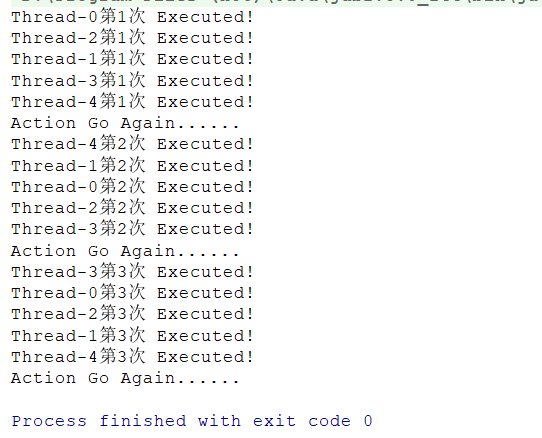 Thread-0第1次 Executed!
Thread-2第1次 Executed!
Thread-1第1次 Executed!
Thread-3第1次 Executed!
Thread-4第1次 Executed!
Action Go Again......
Thread-4第2次 Executed!
Thread-1第2次 Executed!
Thread-0第2次 Executed!
Thread-2第2次 Executed!
Thread-3第2次 Executed!
Action Go Again......
Thread-3第3次 Executed!
Thread-0第3次 Executed!
Thread-2第3次 Executed!
Thread-1第3次 Executed!
Thread-4第3次 Executed!
Action Go Again......
Process finished with exit code 0